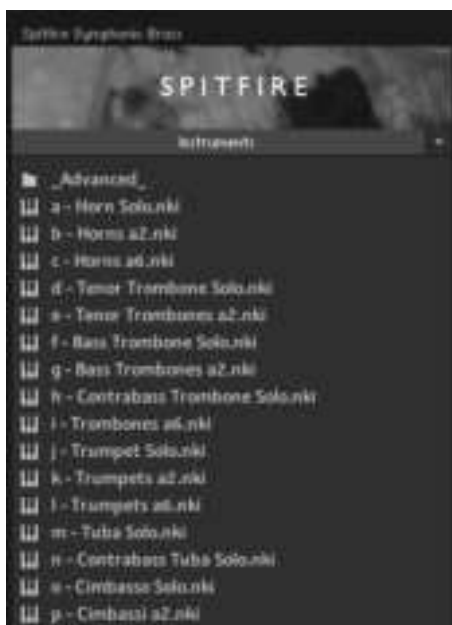 Spitfire Symphonic Brass
SPITFIRE
Instruments
_Advanced_
a - Horn Solo.nki
b - Horns a2.nki
c - Horns a6.nki
d - Tenor Trombone Solo.nki
e - Tenor Trombones a2.nki
f - Bass Trombone Solo.nki
g - Bass Trombones a2.nki
h - Contrabass Trombone Solo.nki
i - Trombones a6.nki
j - Trumpet Solo.nki
k - Trumpets a2.nki
l - Trumpets a6.nki
m - Tuba Solo.nki
n - Contrabass Tuba Solo.nki
o - Cimbasso Solo.nki
p - Cimbassi a2.nki